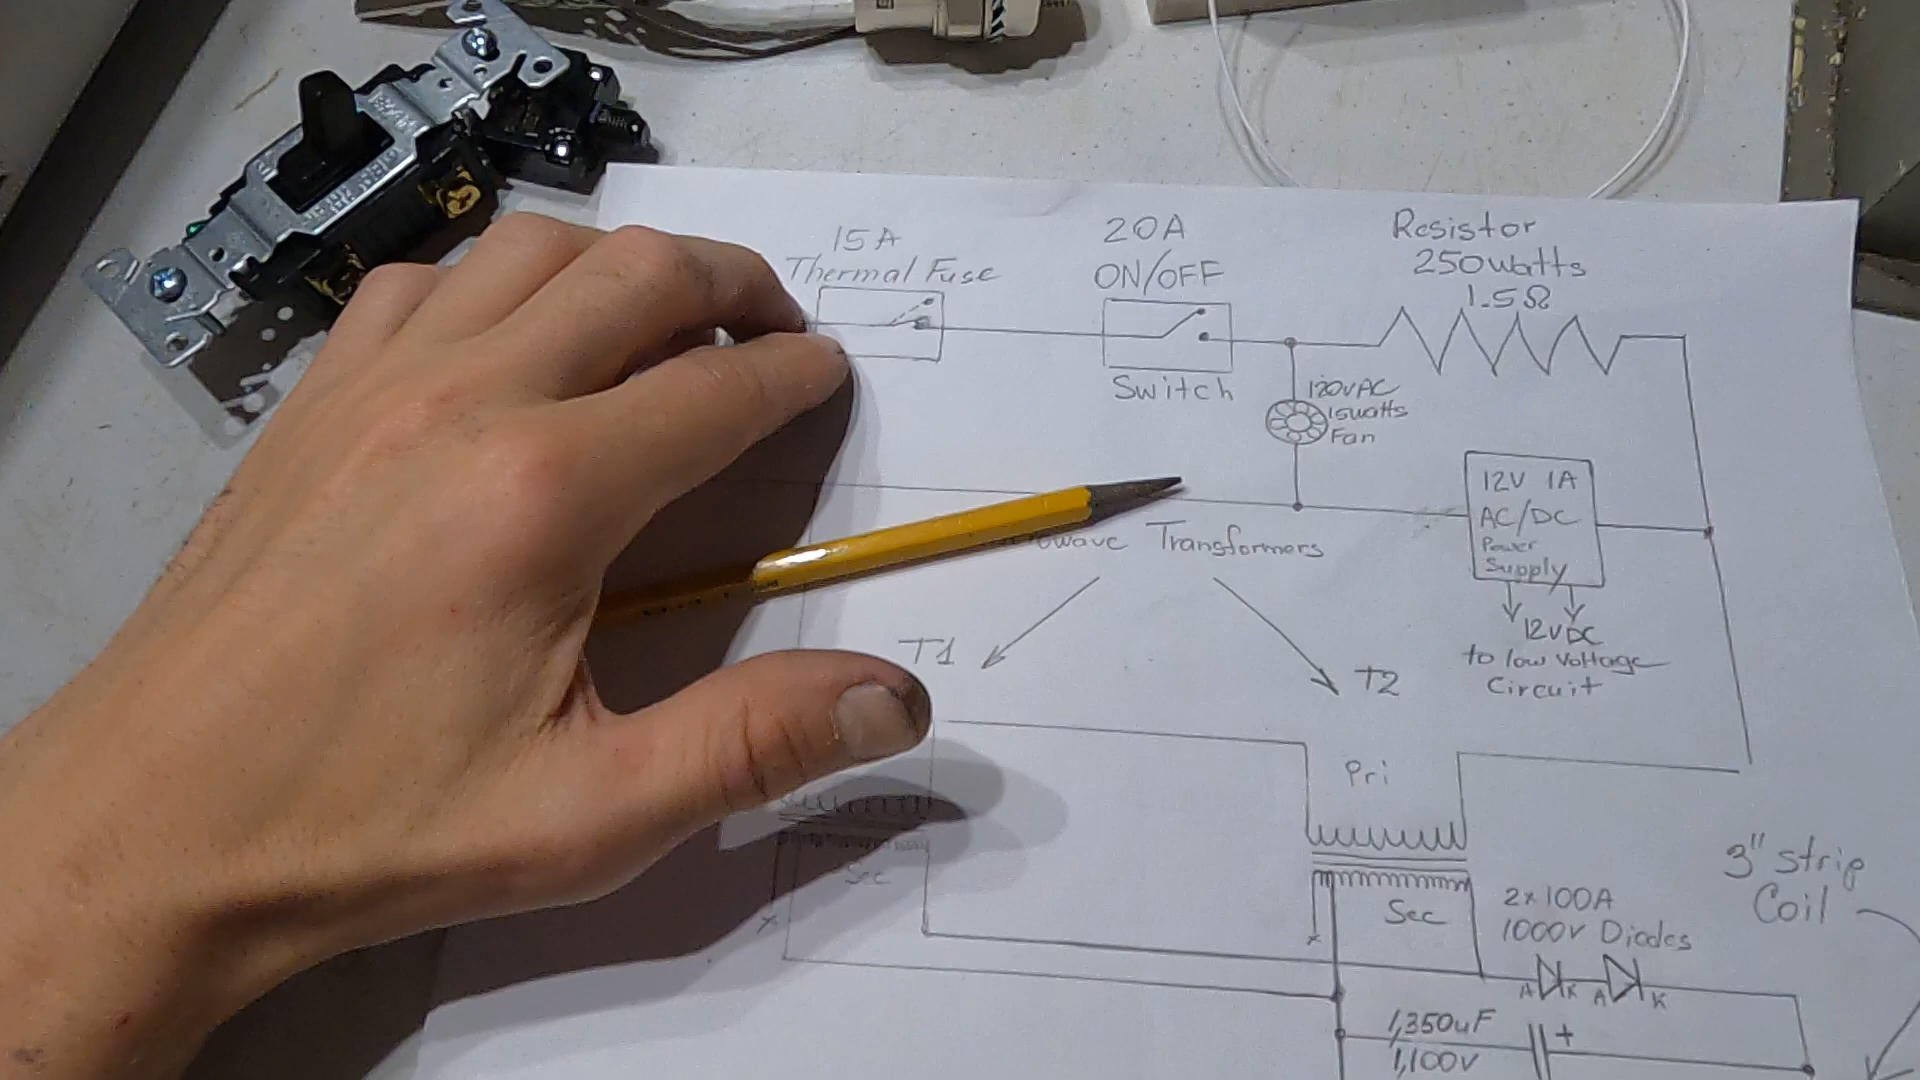 15A
Thermal Fuse
20A
ON/OFF
Switch
Resistor
250watts
1.5Ω
120VAC
15watts
Fan
12V 1A
AC/DC
Power
Supply
12VDC
to low Voltage
Circuit
Transformers
T1
T2
Pri
Sec
x
Sec
x
2x100A
1000V Diodes
A K A K
3" strip
Coil
1,350uF
+
1,100V